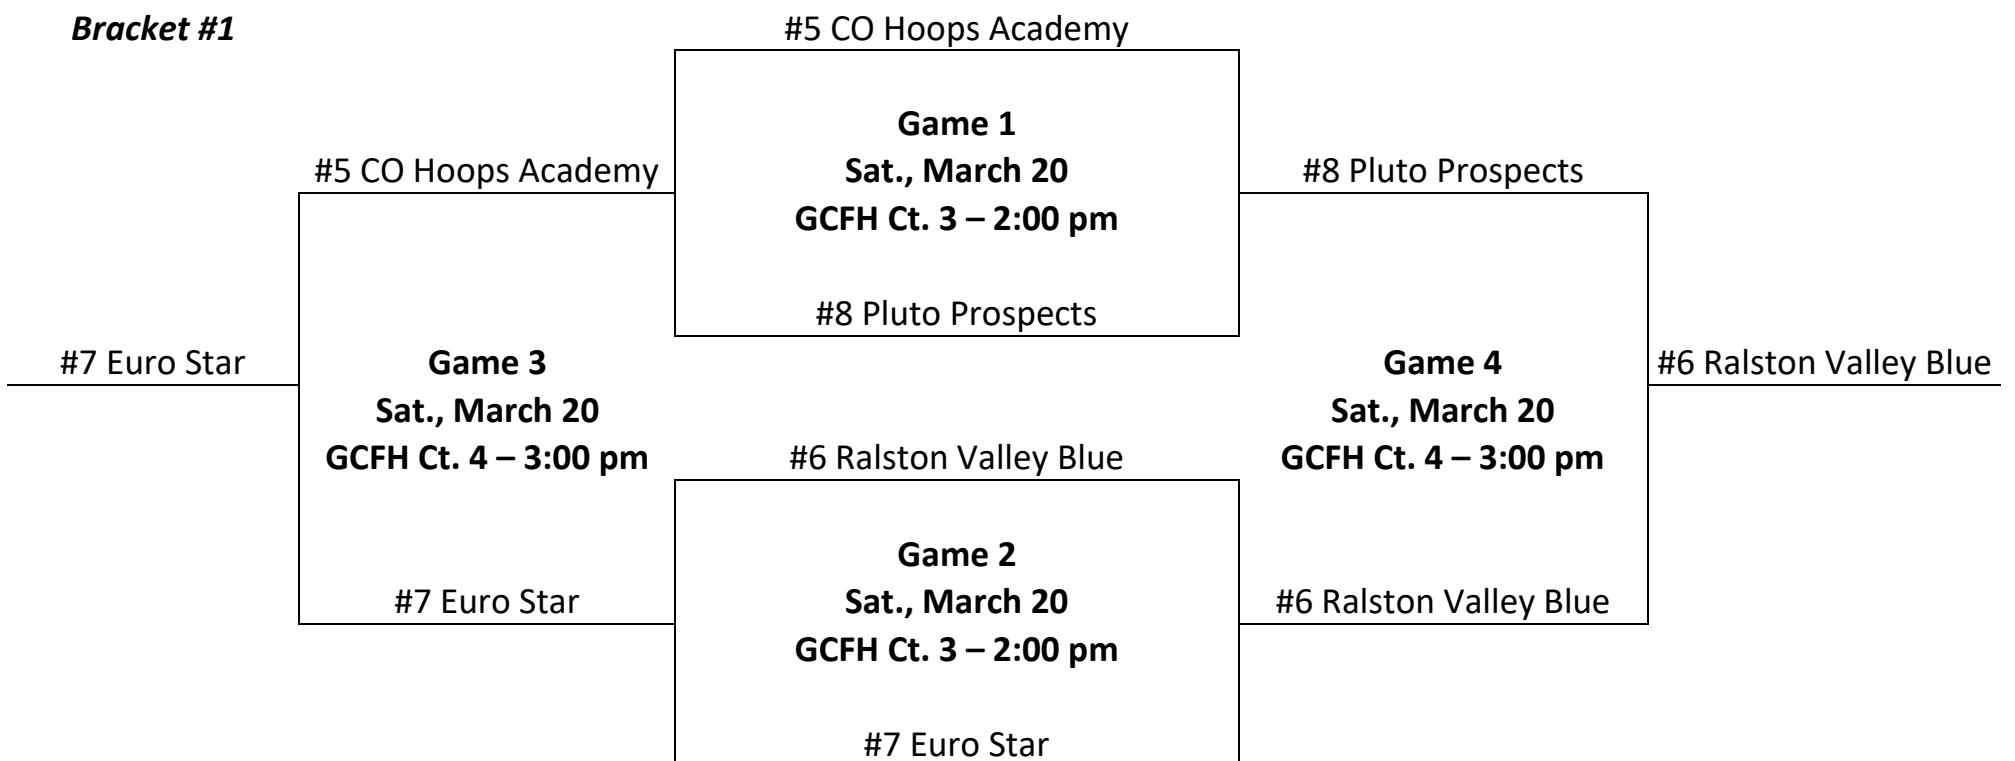 Bracket #1
#5 CO Hoops Academy
Game 1
Sat., March 20
GCFH Ct. 3 – 2:00 pm
#5 CO Hoops Academy
#8 Pluto Prospects
#8 Pluto Prospects
#7 Euro Star
Game 3
Sat., March 20
GCFH Ct. 4 – 3:00 pm
Game 4
Sat., March 20
GCFH Ct. 4 – 3:00 pm
#6 Ralston Valley Blue
#6 Ralston Valley Blue
Game 2
Sat., March 20
GCFH Ct. 3 – 2:00 pm
#7 Euro Star
#6 Ralston Valley Blue
#7 Euro Star